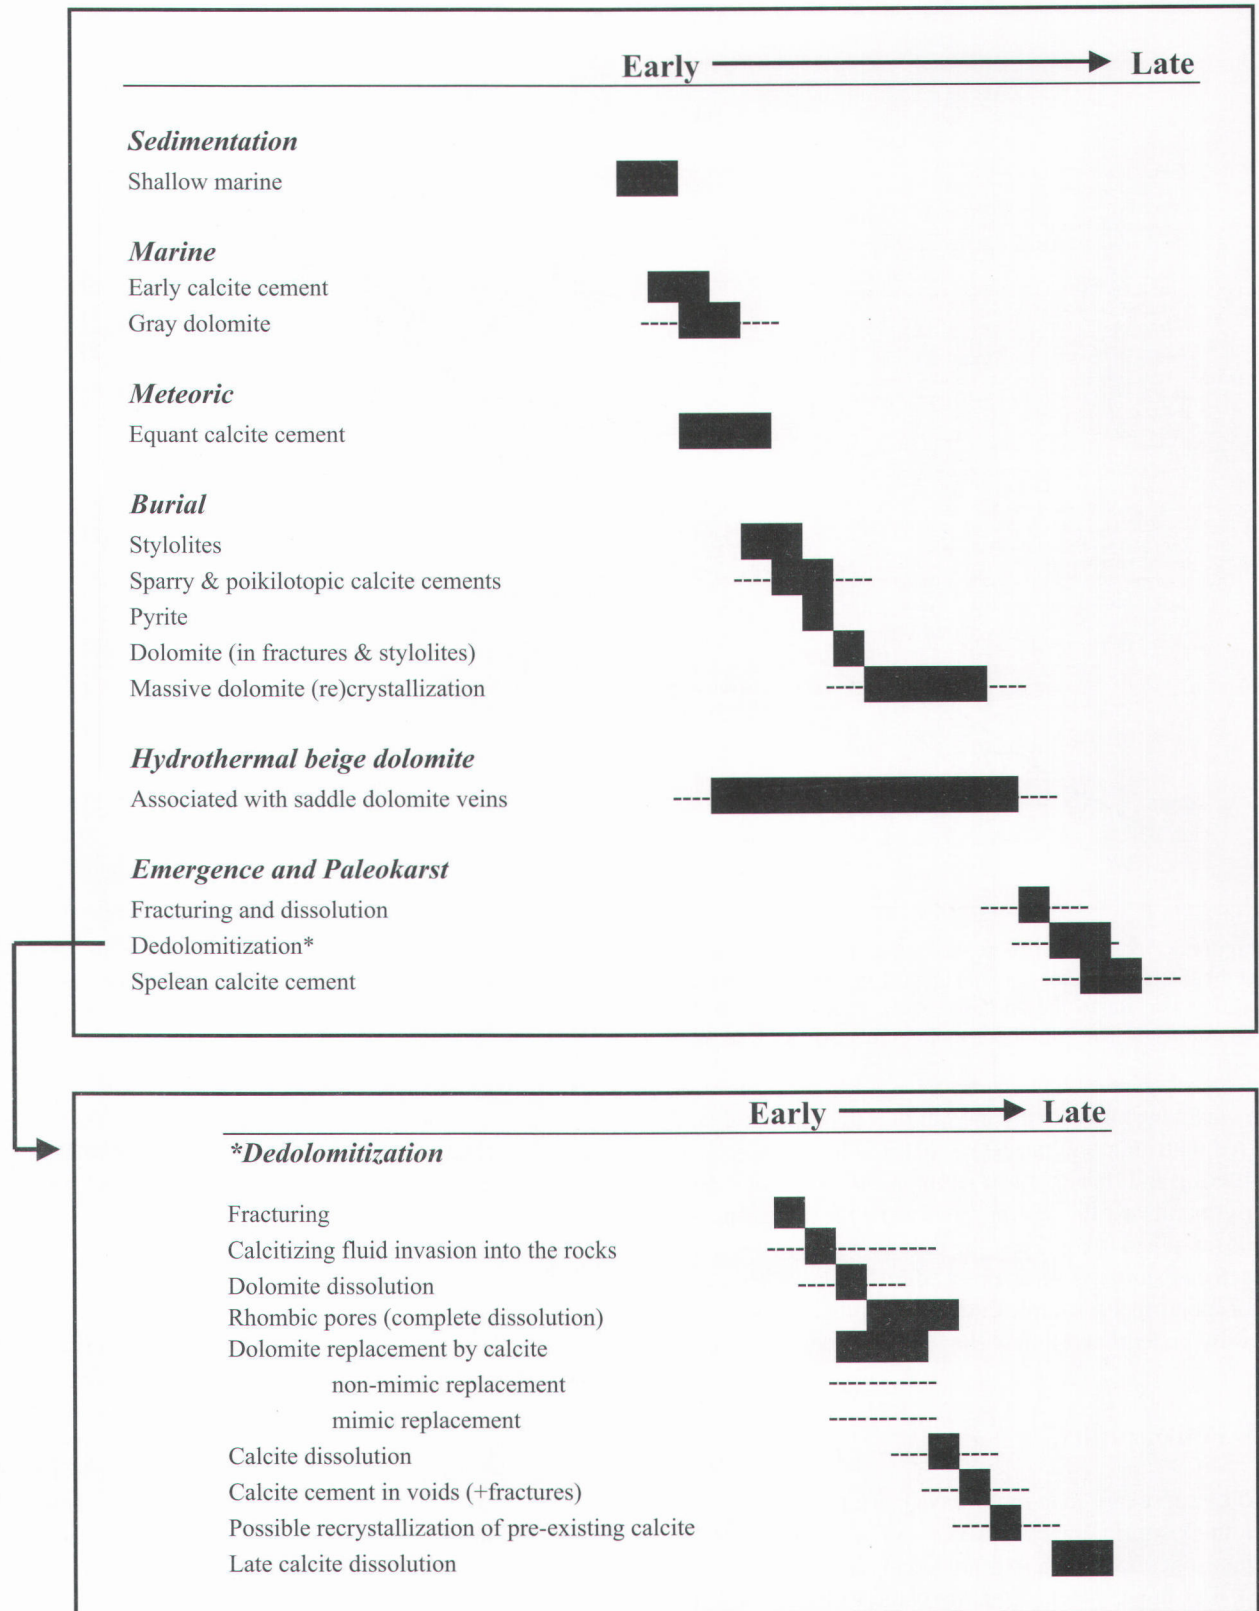 Early Late
Sedimentation
Shallow marine
Marine
Early calcite cement
Gray dolomite
Meteoric
Equant calcite cement
Burial
Stylolites
Sparry & poikilotopic calcite cements
Pyrite
Dolomite (in fractures & stylolites)
Massive dolomite (re)crystallization
Hydrothermal beige dolomite
Associated with saddle dolomite veins
Emergence and Paleokarst
Fracturing and dissolution
Dedolomitization*
Spelean calcite cement
Early Late
*Dedolomitization
Fracturing
Calcitizing fluid invasion into the rocks
Dolomite dissolution
Rhombic pores (complete dissolution)
Dolomite replacement by calcite
non-mimic replacement
mimic replacement
Calcite dissolution
Calcite cement in voids (+fractures)
Possible recrystallization of pre-existing calcite
Late calcite dissolution